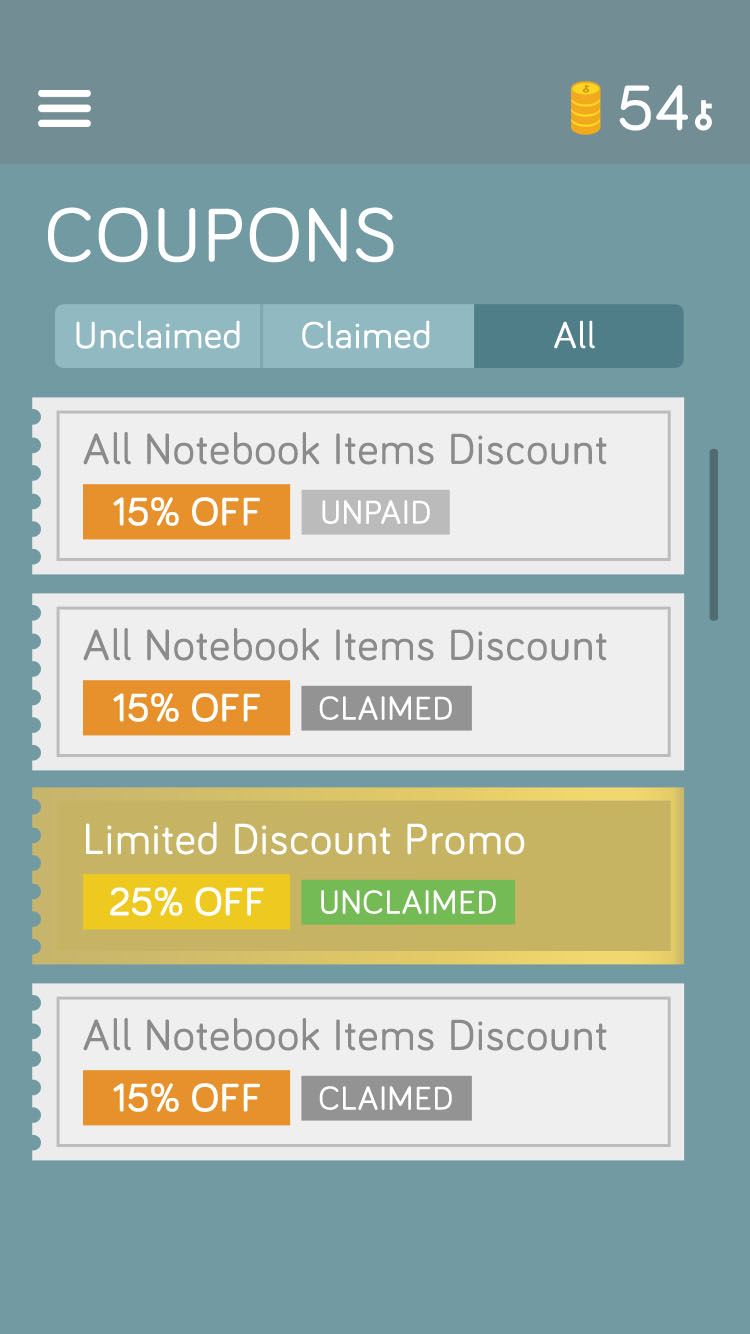 54
COUPONS
Unclaimed Claimed All
All Notebook Items Discount
15% OFF UNPAID
All Notebook Items Discount
15% OFF CLAIMED
Limited Discount Promo
25% OFF UNCLAIMED
All Notebook Items Discount
15% OFF CLAIMED